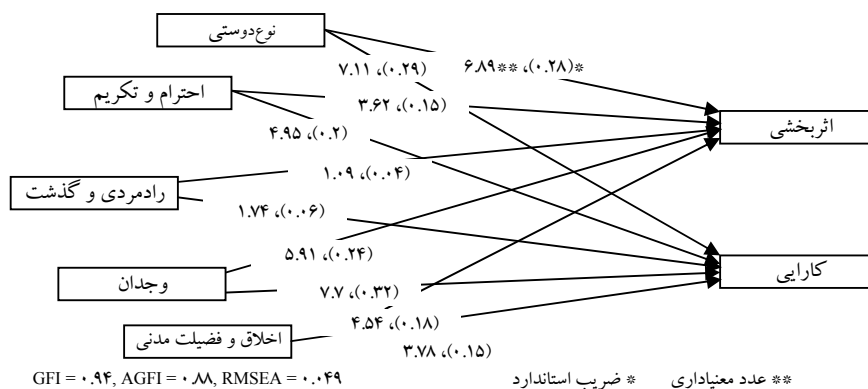 نوع‌دوستی
۷.۱۱ ،(۰.۲۹)
۶.۸۹** ،(۰.۲۸)*
احترام و تکریم
۳.۶۲ ،(۰.۱۵)
۴.۹۵ ،(۰.۲)
اثربخشی
رادمردی و گذشت
۱.۰۹ ،(۰.۰۴)
۱.۷۴ ،(۰.۰۶)
وجدان
۵.۹۱ ،(۰.۲۴)
۷.۷ ،(۰.۳۲)
کارایی
اخلاق و فضیلت مدنی
۴.۵۴ ،(۰.۱۸)
۳.۷۸ ،(۰.۱۵)
** عدد معنیاداری * ضریب استاندارد GFI = ۰.۹۴, AGFI = ۰.۸۸, RMSEA = ۰.۰۴۹